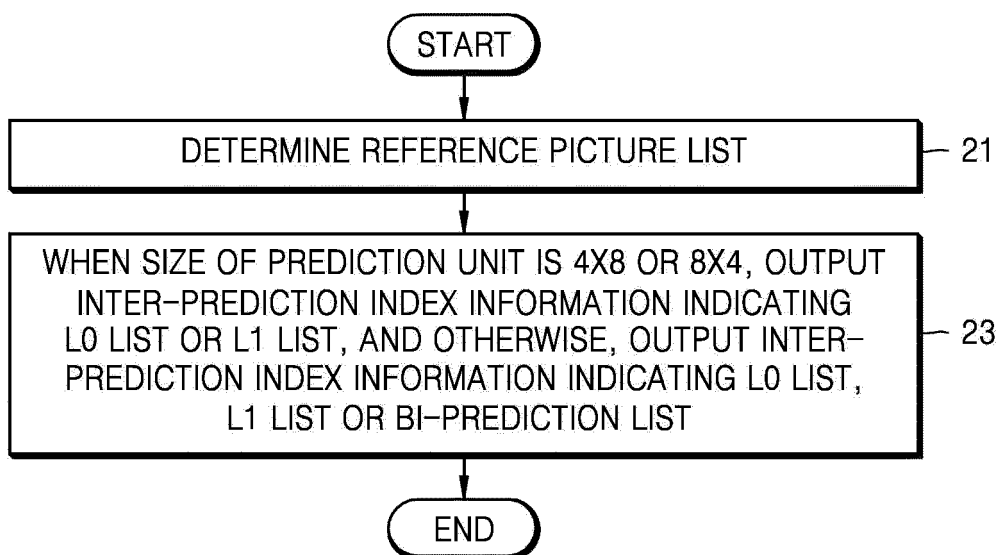 START
DETERMINE REFERENCE PICTURE LIST
21
WHEN SIZE OF PREDICTION UNIT IS 4X8 OR 8X4, OUTPUT
INTER-PREDICTION INDEX INFORMATION INDICATING
L0 LIST OR L1 LIST, AND OTHERWISE, OUTPUT INTER-
PREDICTION INDEX INFORMATION INDICATING L0 LIST,
L1 LIST OR BI-PREDICTION LIST
23
END